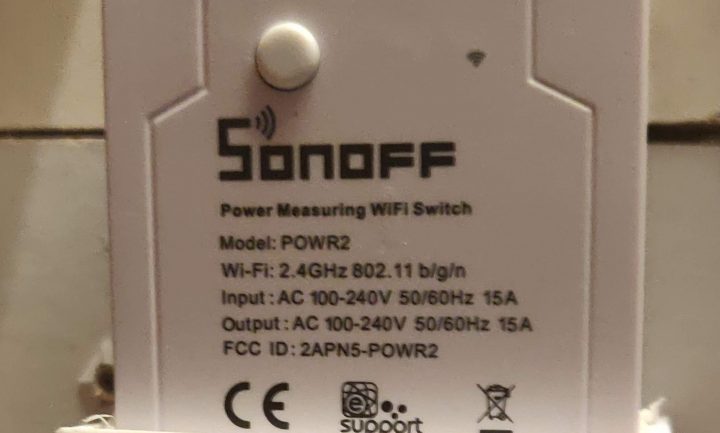 SONOFF
Power Measuring WiFi Switch
Model: POWR2
Wi-Fi: 2.4GHz 802.11 b/g/n
Input : AC 100-240V 50/60Hz 15A
Output : AC 100-240V 50/60Hz 15A
FCC ID : 2APN5-POWR2
CE e support